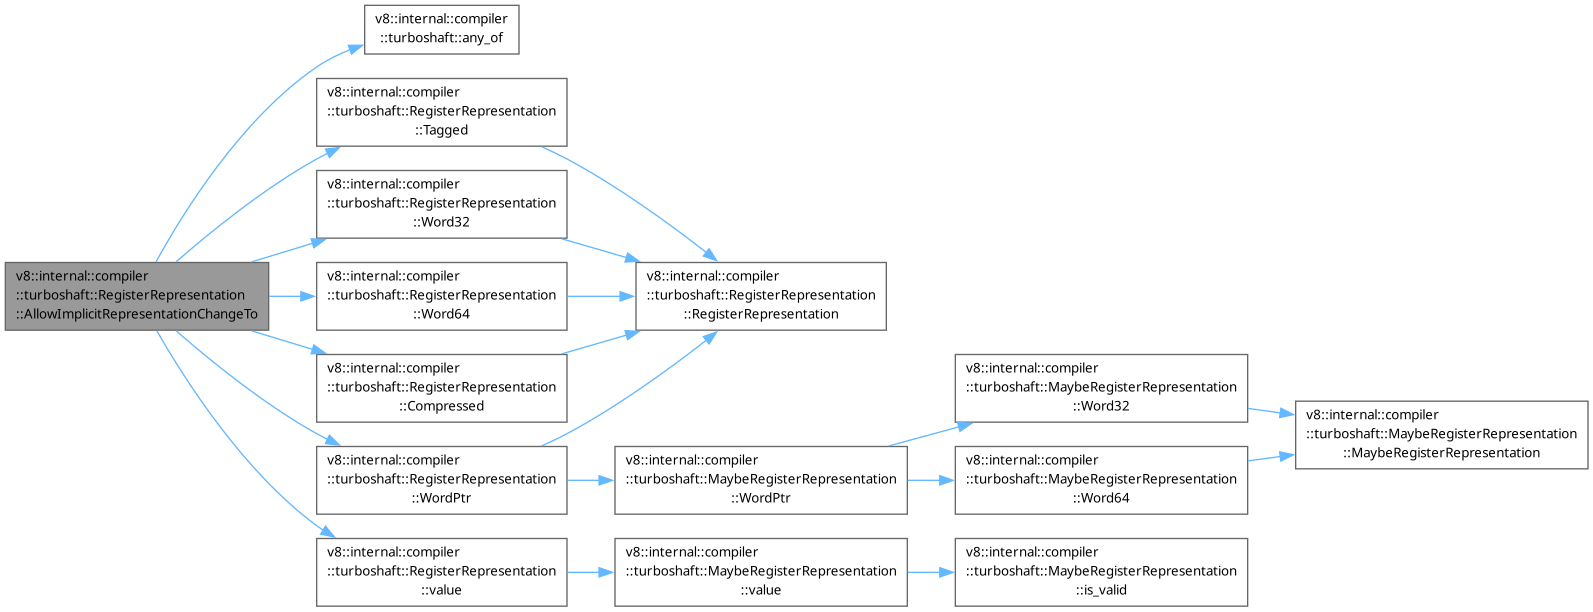 v8::internal::compiler
::turboshaft::any_of
v8::internal::compiler
::turboshaft::RegisterRepresentation
::Tagged
v8::internal::compiler
::turboshaft::RegisterRepresentation
::Word32
v8::internal::compiler
::turboshaft::RegisterRepresentation
::AllowImplicitRepresentationChangeTo
v8::internal::compiler
::turboshaft::RegisterRepresentation
::Word64
v8::internal::compiler
::turboshaft::RegisterRepresentation
::RegisterRepresentation
v8::internal::compiler
::turboshaft::RegisterRepresentation
::Compressed
v8::internal::compiler
::turboshaft::MaybeRegisterRepresentation
::Word32
v8::internal::compiler
::turboshaft::MaybeRegisterRepresentation
::MaybeRegisterRepresentation
v8::internal::compiler
::turboshaft::RegisterRepresentation
::WordPtr
v8::internal::compiler
::turboshaft::MaybeRegisterRepresentation
::WordPtr
v8::internal::compiler
::turboshaft::MaybeRegisterRepresentation
::Word64
v8::internal::compiler
::turboshaft::RegisterRepresentation
::value
v8::internal::compiler
::turboshaft::MaybeRegisterRepresentation
::value
v8::internal::compiler
::turboshaft::MaybeRegisterRepresentation
::is_valid